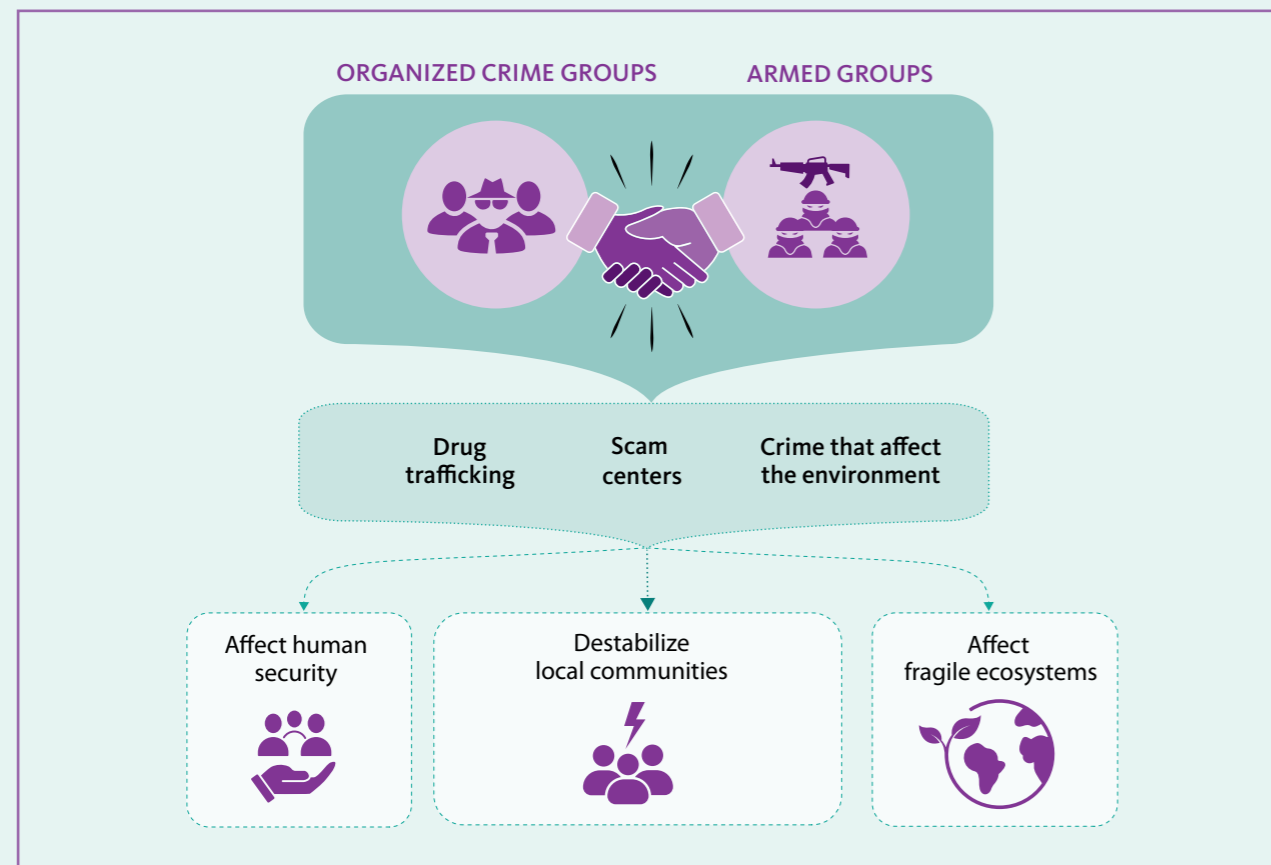 ORGANIZED CRIME GROUPS
ARMED GROUPS
Drug
trafficking
Scam
centers
Crime that affect
the environment
Affect human
security
Destabilize
local communities
Affect
fragile ecosystems